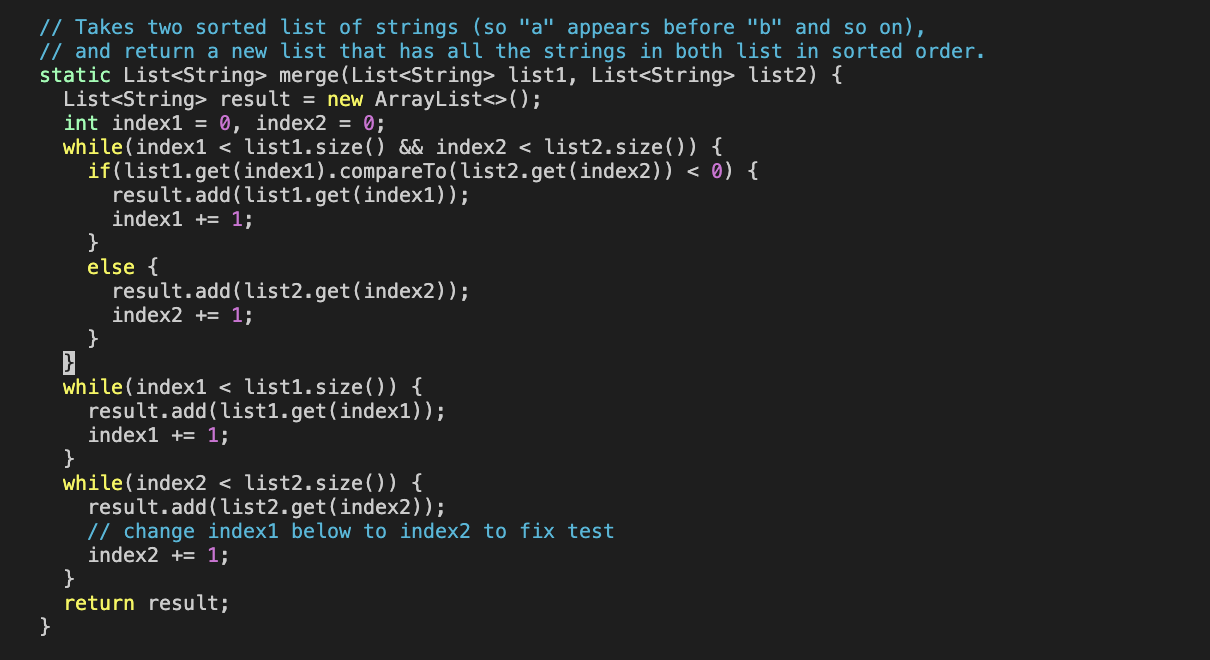 // Takes two sorted list of strings (so "a" appears before "b" and so on),
// and return a new list that has all the strings in both list in sorted order.
static List<String> merge(List<String> list1, List<String> list2) {
  List<String> result = new ArrayList<>();
  int index1 = 0, index2 = 0;
  while(index1 < list1.size() && index2 < list2.size()) {
    if(list1.get(index1).compareTo(list2.get(index2)) < 0) {
      result.add(list1.get(index1));
      index1 += 1;
    }
    else {
      result.add(list2.get(index2));
      index2 += 1;
    }
  }
  while(index1 < list1.size()) {
    result.add(list1.get(index1));
    index1 += 1;
  }
  while(index2 < list2.size()) {
    result.add(list2.get(index2));
    // change index1 below to index2 to fix test
    index2 += 1;
  }
  return result;
}